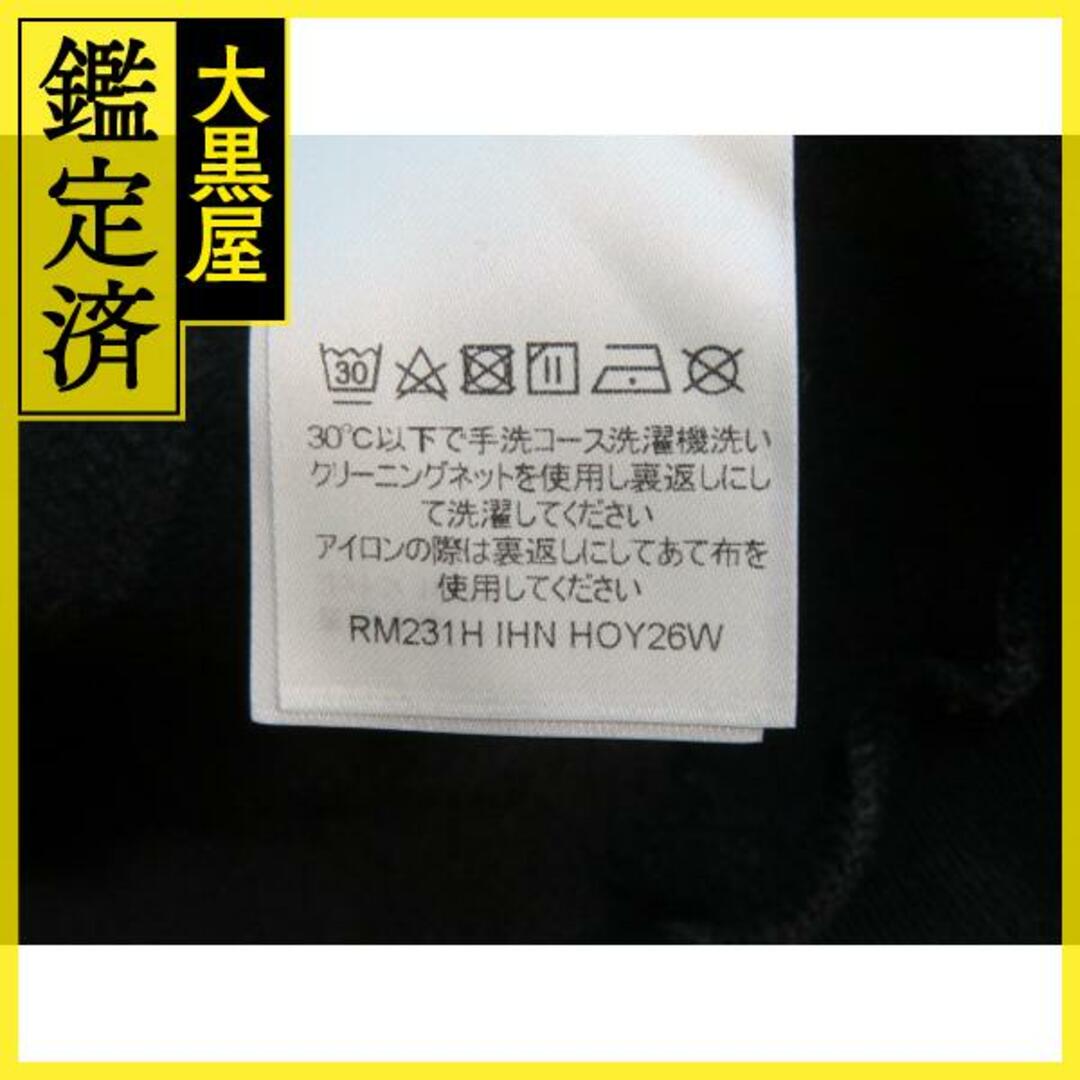 鑑定済
大黒屋
30
30℃以下で手洗コース洗濯機洗い
クリーニングネットを使用し裏返しにし
て洗濯してください
アイロンの際は裏返しにしてあて布を
使用してください
RM231H IHN HOY26W